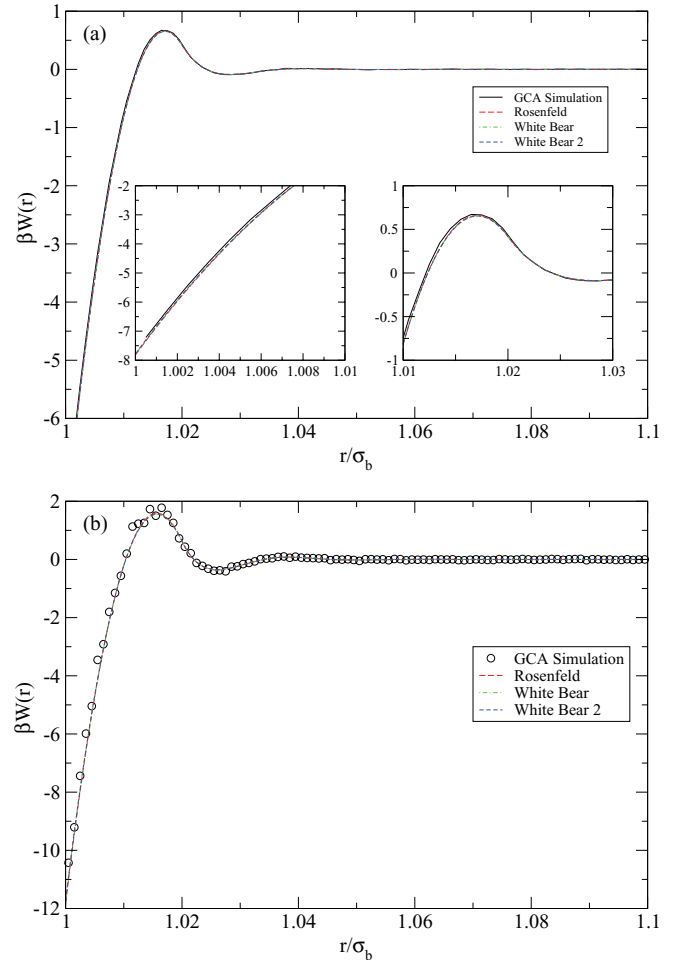 (a)
βW(r)
1
0
-1
-2
-3
-4
-5
-6
GCA Simulation
Rosenfeld
White Bear
White Bear 2
-2
-3
-4
-5
-6
-7
-8
1 1.002 1.004 1.006 1.008 1.01
1
0.5
0
-0.5
-1
1.01 1.02 1.03
1 1.02 1.04 1.06 1.08 1.1
r/σb
(b)
βW(r)
2
0
-2
-4
-6
-8
-10
-12
GCA Simulation
Rosenfeld
White Bear
White Bear 2
1 1.02 1.04 1.06 1.08 1.1
r/σb